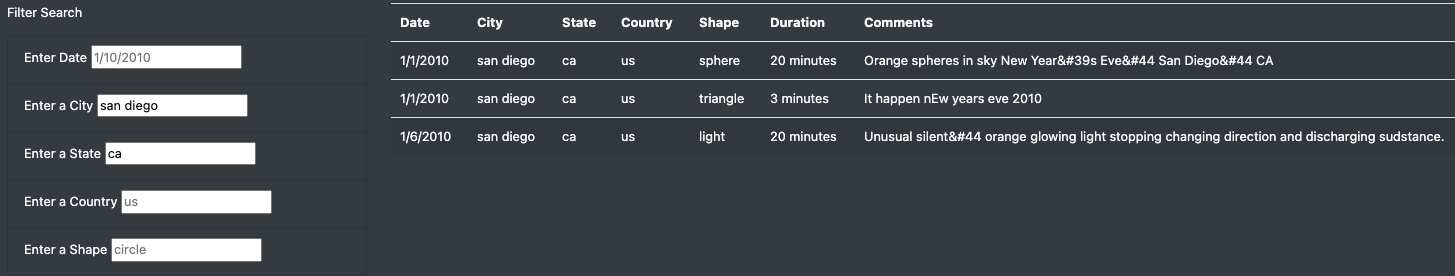 Filter Search
Enter Date 1/10/2010
Enter a City san diego
Enter a State ca
Enter a Country us
Enter a Shape circle
Date City State Country Shape Duration Comments
1/1/2010 san diego ca us sphere 20 minutes Orange spheres in sky New Year&#39s Eve&#44 San Diego&#44 CA
1/1/2010 san diego ca us triangle 3 minutes It happen nEw years eve 2010
1/6/2010 san diego ca us light 20 minutes Unusual silent&#44 orange glowing light stopping changing direction and discharging sudstance.